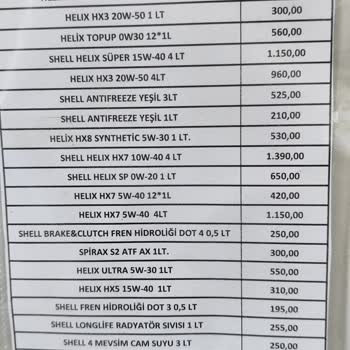 HELIX HX3 20W-50 1 LT 300,00
HELİX TOPUP 0W30 12*1L 560,00
SHELL HELIX SÜPER 15W-40 4 LT 1.150,00
HELIX HX3 20W-50 4LT 960,00
SHELL ANTIFREEZE YEŞİL 3LT 525,00
SHELL ANTIFREEZE YEŞİL 1LT 210,00
HELİX HX8 SYNTHETIC 5W-30 1 LT. 530,00
SHELL HELIX HX7 10W-40 4 LT 1.390,00
SHELL HELIX SP 0W-20 1 LT 650,00
HELIX HX7 5W-40 12*1L 420,00
HELIX HX7 5W-40 4LT 1.150,00
SHELL BRAKE&CLUTCH FREN HİDROLİĞİ DOT 4 0,5 LT 250,00
SPİRAX S2 ATF AX 1LT. 300,00
HELIX ULTRA 5W-30 1LT 550,00
HELIX HX5 15W-40 1LT 310,00
SHELL FREN HİDROLİĞİ DOT 3 0,5 LT 195,00
SHELL LONGLİFE RADYATÖR SIVISI 1 LT 255,00
SHELL 4 MEVSİM CAM SUYU 3 LT 250,00